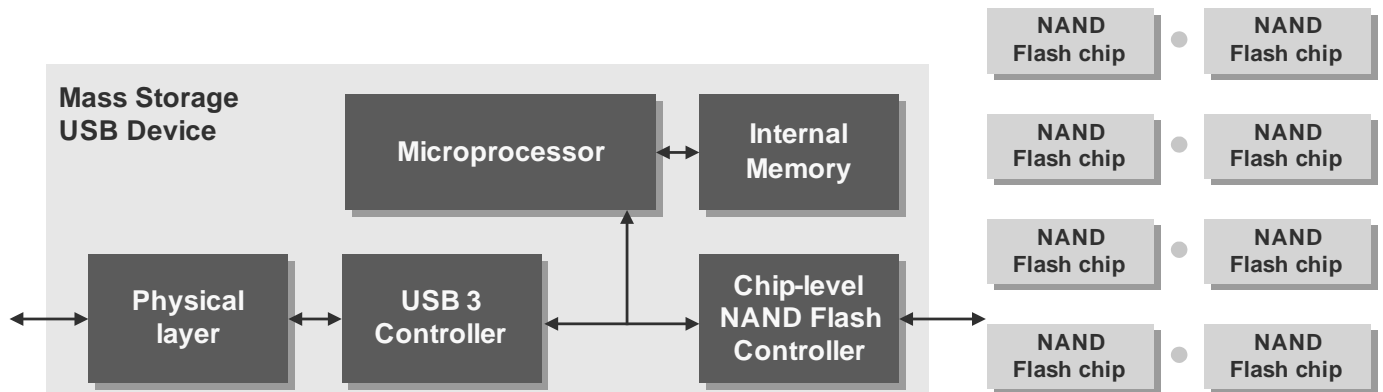 Mass Storage
USB Device
Microprocessor
Internal
Memory
Physical
layer
USB 3
Controller
Chip-level
NAND Flash
Controller
NAND
Flash chip
NAND
Flash chip
NAND
Flash chip
NAND
Flash chip
NAND
Flash chip
NAND
Flash chip
NAND
Flash chip
NAND
Flash chip